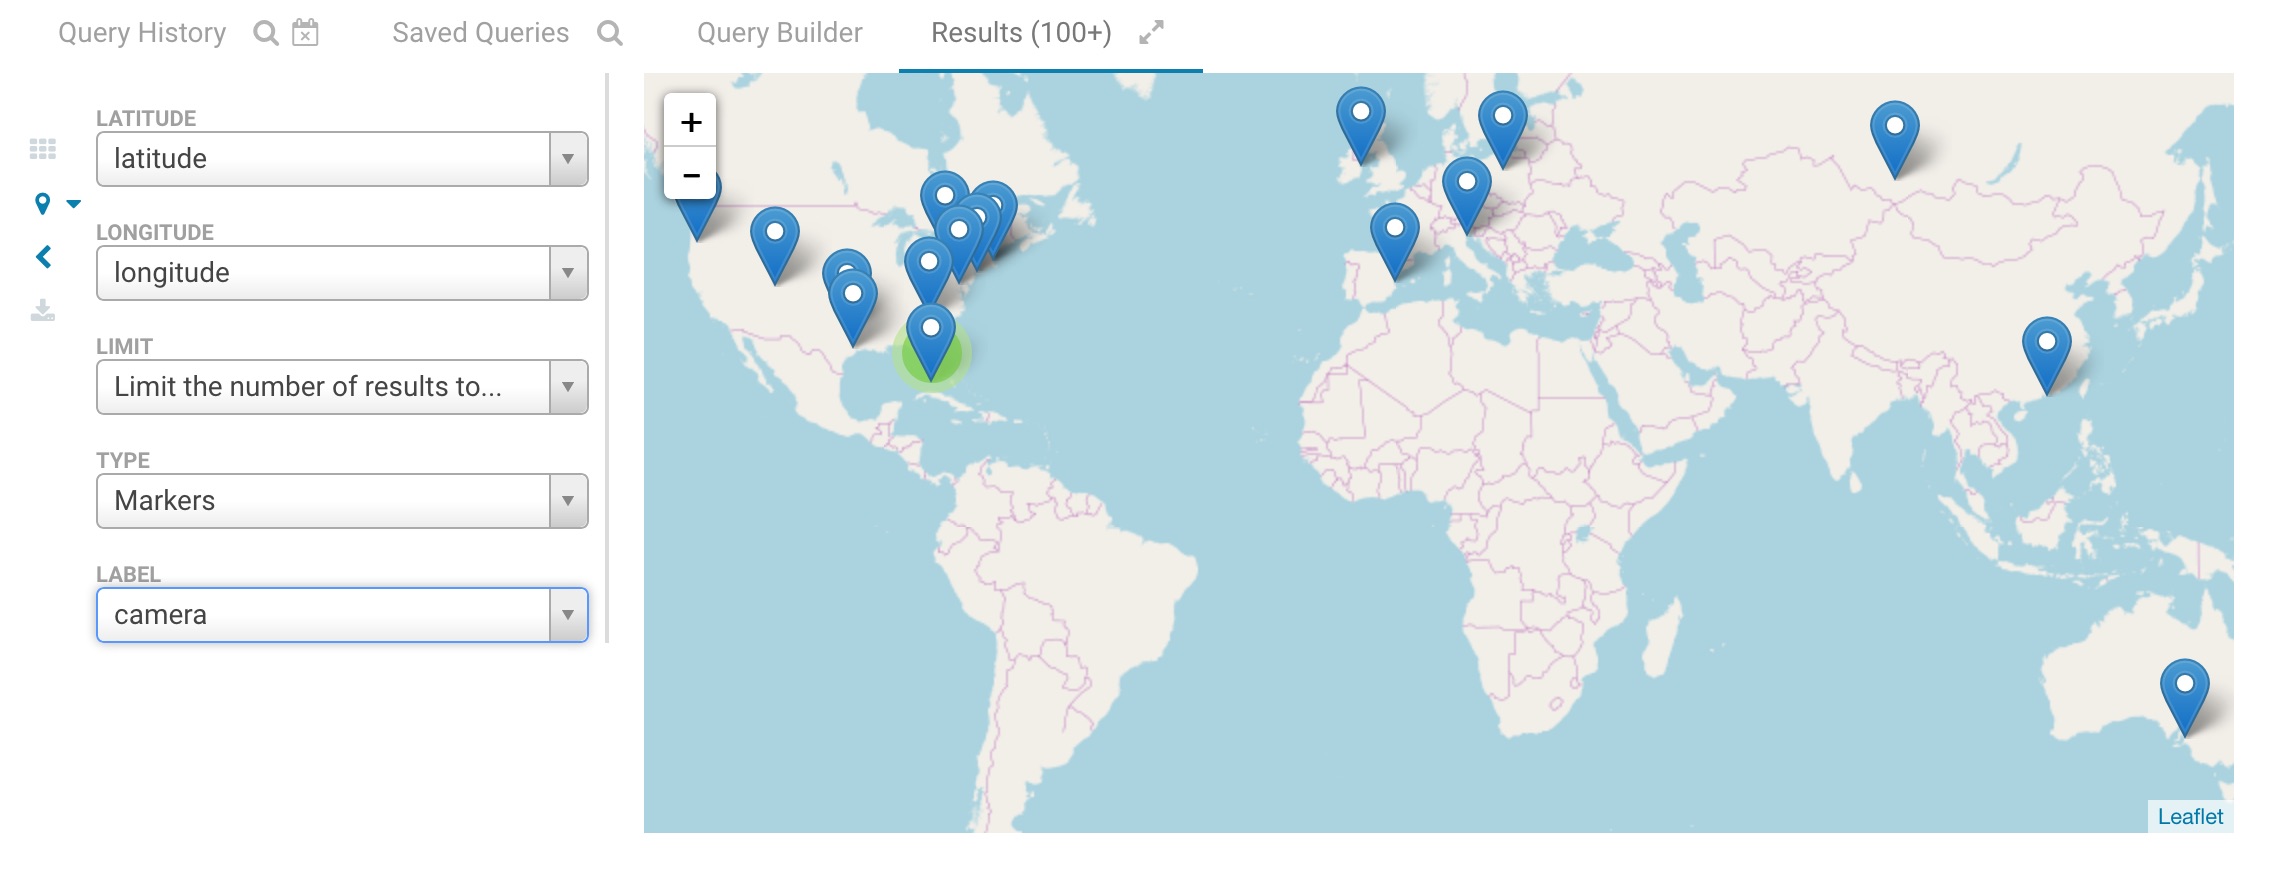 Query History Saved Queries Query Builder Results (100+)
LATITUDE
latitude
LONGITUDE
longitude
LIMIT
Limit the number of results to...
TYPE
Markers
LABEL
camera
+
−
Leaflet